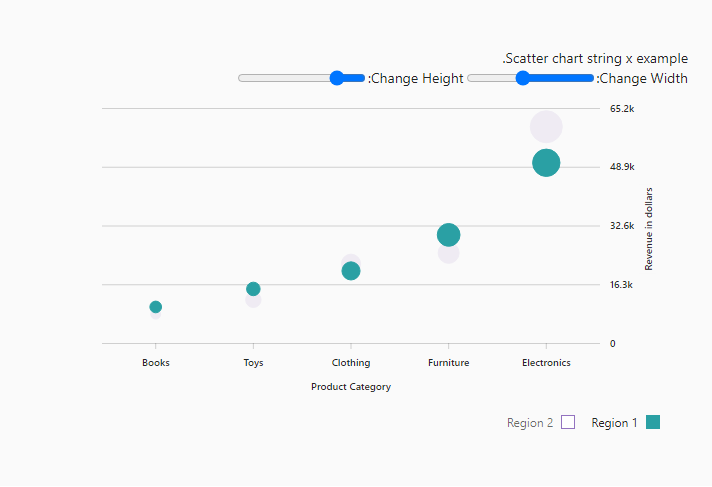 .Scatter chart string x example
:Change Width
:Change Height
65.2k
48.9k
32.6k
16.3k
0
Revenue in dollars
Books Toys Clothing Furniture Electronics
Product Category
Region 1
Region 2